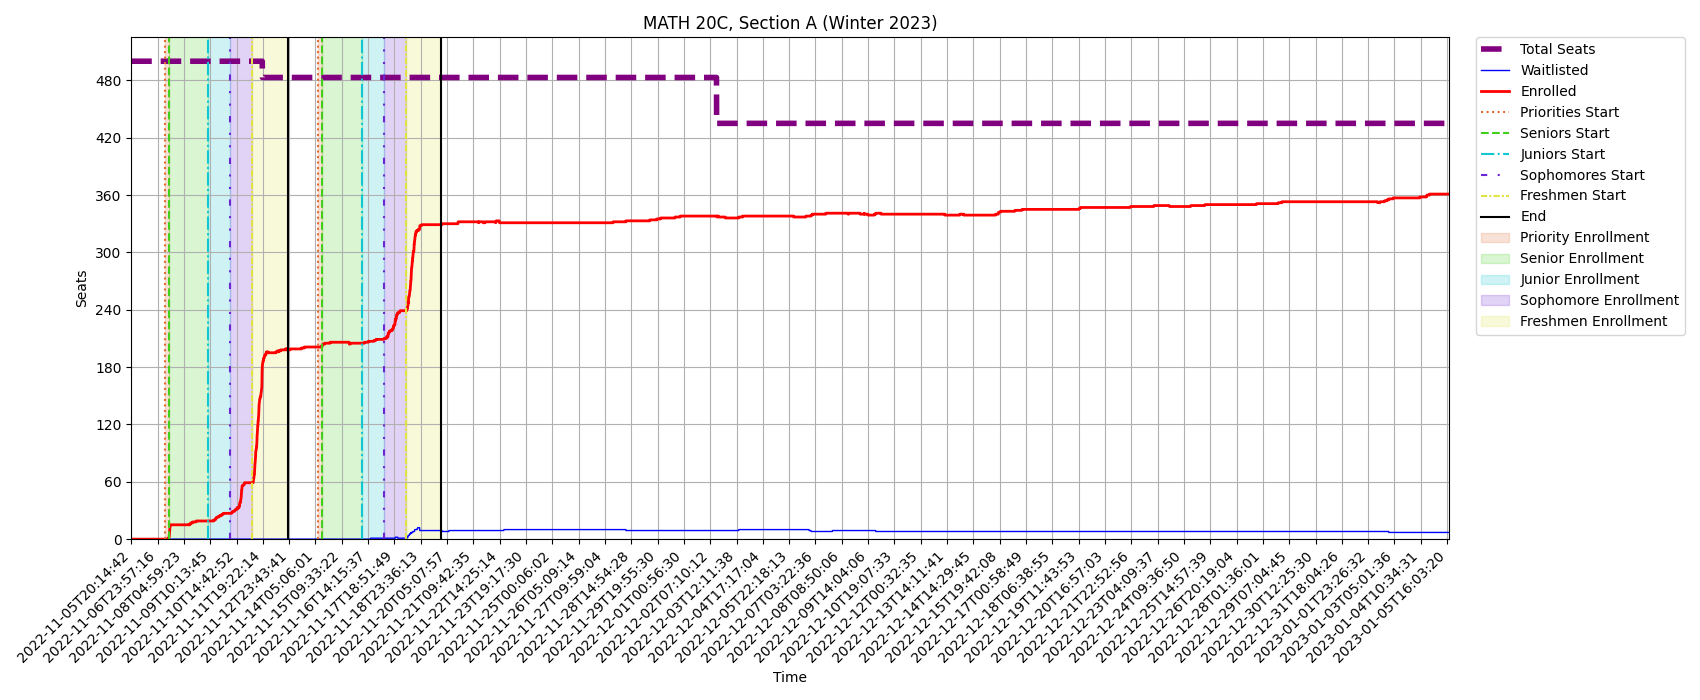 MATH 20C, Section A (Winter 2023)
Seats
480
420
360
300
240
180
120
60
0
2022-11-05T20:14:42
2022-11-06T23:57:16
2022-11-08T04:59:23
2022-11-09T10:13:45
2022-11-10T14:42:52
2022-11-11T19:22:14
2022-11-12T23:43:41
2022-11-14T05:06:01
2022-11-15T09:33:22
2022-11-16T14:15:37
2022-11-17T18:51:49
2022-11-18T23:36:13
2022-11-20T05:07:57
2022-11-21T09:42:35
2022-11-22T14:25:14
2022-11-23T19:17:30
2022-11-25T00:06:02
2022-11-26T05:09:14
2022-11-27T09:59:04
2022-11-28T14:54:28
2022-11-29T19:55:30
2022-12-01T00:56:30
2022-12-02T07:10:12
2022-12-03T12:11:38
2022-12-04T17:17:04
2022-12-05T22:18:13
2022-12-07T03:22:36
2022-12-08T08:50:06
2022-12-09T14:04:06
2022-12-10T19:07:33
2022-12-12T00:32:35
2022-12-13T14:11:41
2022-12-14T14:29:45
2022-12-15T19:42:08
2022-12-17T00:58:49
2022-12-18T06:38:55
2022-12-19T11:43:53
2022-12-20T16:57:03
2022-12-21T22:52:56
2022-12-23T04:09:37
2022-12-24T09:36:50
2022-12-25T14:57:39
2022-12-26T20:19:04
2022-12-28T01:36:01
2022-12-29T07:04:45
2022-12-30T12:25:30
2022-12-31T18:04:26
2023-01-01T23:26:32
2023-01-03T05:01:36
2023-01-04T10:34:31
2023-01-05T16:03:20
Time
Total Seats
Waitlisted
Enrolled
Priorities Start
Seniors Start
Juniors Start
Sophomores Start
Freshmen Start
End
Priority Enrollment
Senior Enrollment
Junior Enrollment
Sophomore Enrollment
Freshmen Enrollment